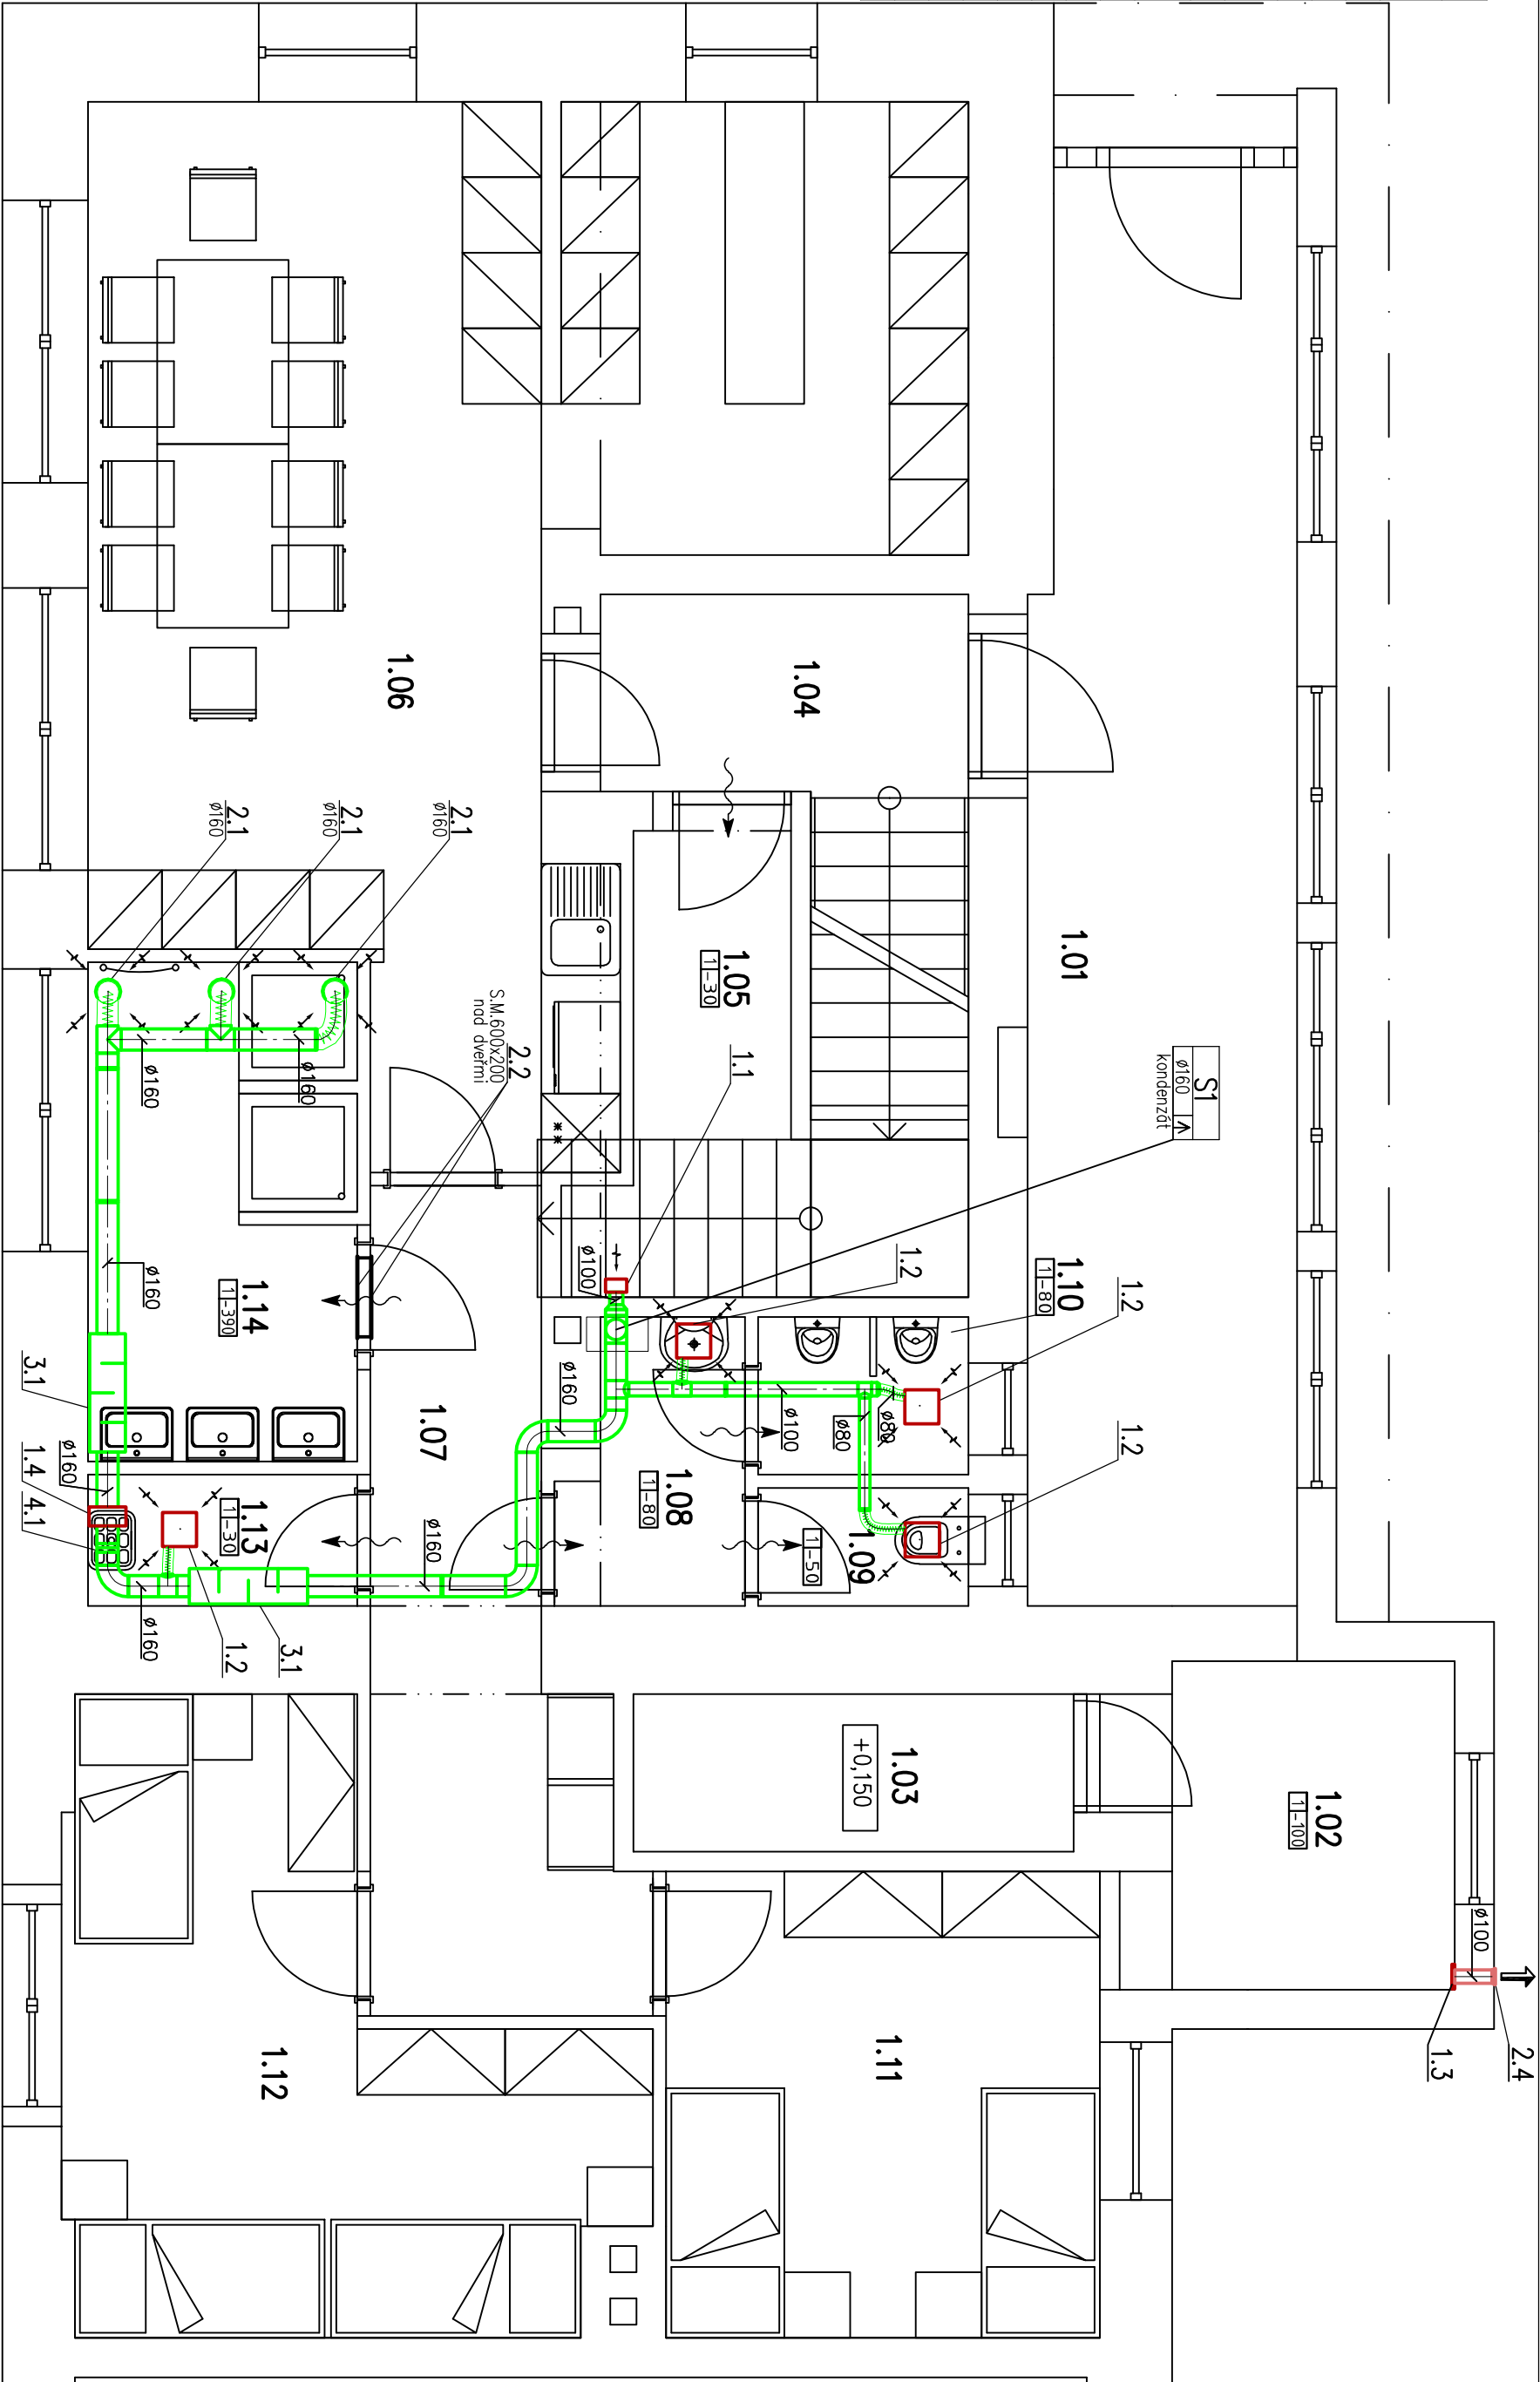 1.01
S1
ø160
kondenzát
1.10
1 -80
1.2
1.2
1.2
1.02
1 -100
ø100
2.4
1.3
1.04
1.05
1 -30
1.1
ø100
ø160
ø100
ø80
ø80
1.08
1 -80
1.09
1 -50
1.03
+0,150
1.11
1.06
2.1
ø160
2.1
ø160
2.1
ø160
2.2
S.M.600x200
nad dveřmi
1.07
ø160
ø160
ø160
ø160
1.14
1 -390
3.1
ø160
1.4
4.1
1.13
1 -30
ø160
1.2
3.1
1.12